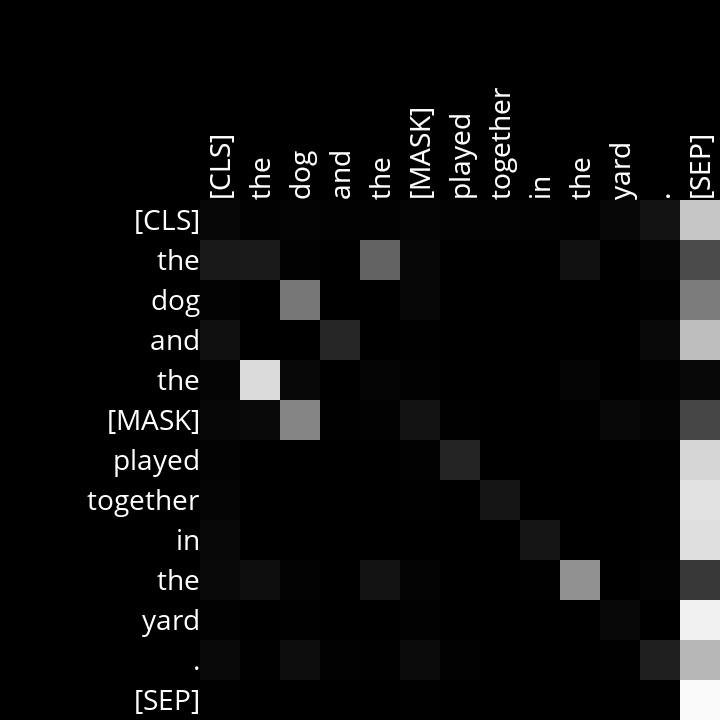 [CLS] the dog and the [MASK] played together in the yard . [SEP]
[CLS]
the
dog
and
the
[MASK]
played
together
in
the
yard
.
[SEP]